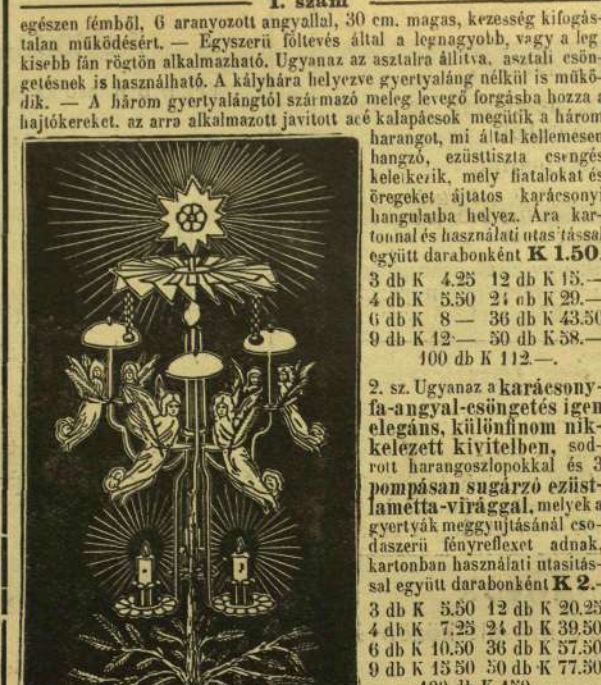 1. szám
egészen fémből, 6 aranyozott angyallal, 30 cm. magas, kezesség kifogás-
talan működésért. — Egyszerü föltevés által a legnagyobb, vagy a leg
kisebb fán rögtön alkalmazható. Ugyanaz az asztalra állitva, asztali csön-
getésnek is használható. A kályhára helyezve gyertyaláng nélkül is műkö-
dik. — A három gyertyalángtól származó meleg levegő forgásba hozza a
hajtókereket. az arra alkalmazott javitott acé kalapácsok megütik a három
harangot, mi által kellemesen
hangzó, ezüsttiszta csengés
keletkezik, mely fiatalokat és
öregeket ájtatos karácsonyi
hangulatba helyez. Ára kar-
tonnal és használati utasitással
együtt darabonként K 1.50.
3 db K 4.25 12 db K 15.—
4 db K 5.50 24 db K 29.—
6 db K 8 — 36 db K 43.50
9 db K 12·— 50 db K 58.—
100 db K 112.—.
2. sz. Ugyanaz a karácsony-
fa-angyal-csöngetés igen
elegáns, különfinom nik-
kelezett kivitelben, sod-
rott harangoszlopokkal és 3
pompásan sugárzó ezüst-
lametta-virággal, melyek a
gyertyák meggyujtásánál cso-
daszerü fényreflexet adnak,
kartonban használati utasitás-
sal együtt darabonként K 2.-
3 db K 5.50 12 db K 20.25
4 db K 7.25 24 db K 39.50
6 db K 10.50 36 db K 57.50
9 db K 15 50 50 db K 77.50
100 db K